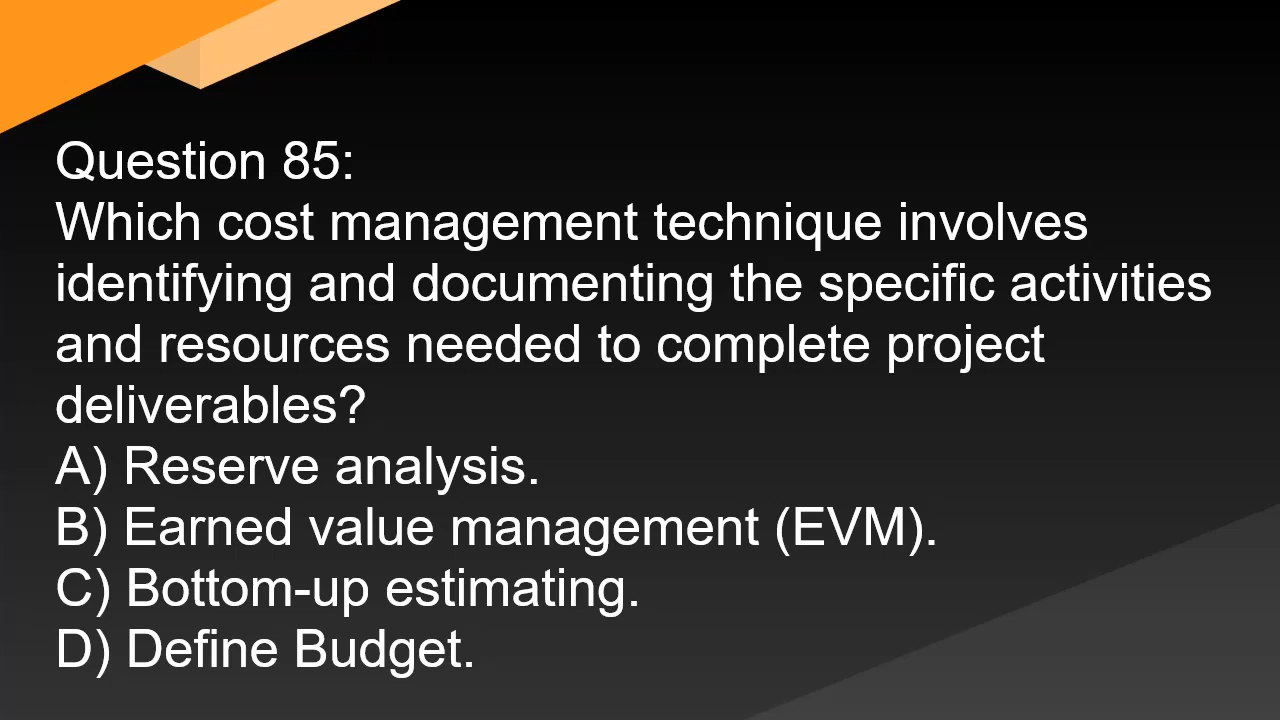 Question 85:
Which cost management technique involves
identifying and documenting the specific activities
and resources needed to complete project
deliverables?
A) Reserve analysis.
B) Earned value management (EVM).
C) Bottom-up estimating.
D) Define Budget.